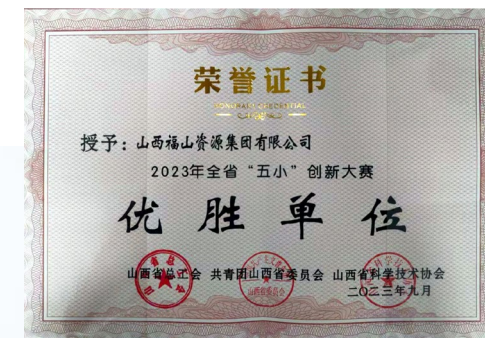 荣誉证书
HONORARY CREDENTIAL
授予：山西福山资源集团有限公司
2023年全省“五小”创新大赛
优胜单位
山西省总工会 共青团山西省委员会 山西省科学技术协会
二〇二三年九月